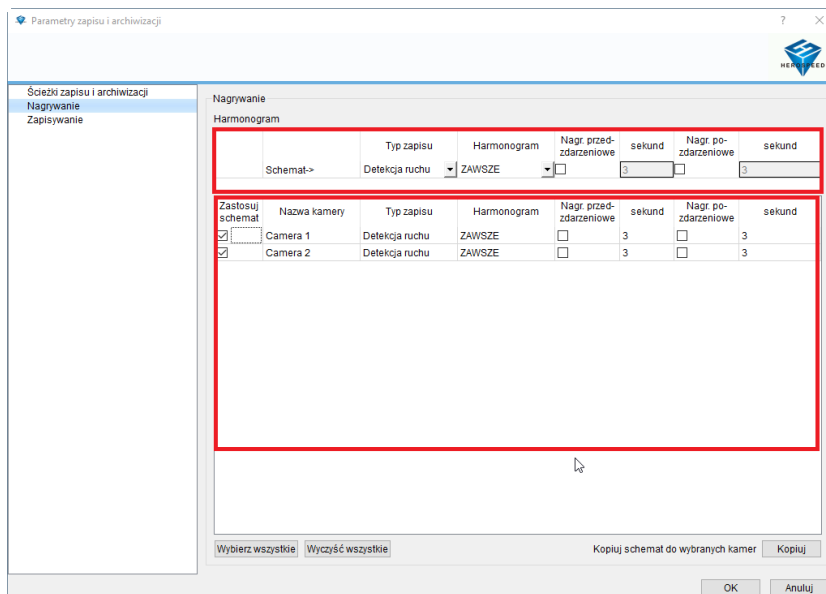 Parametry zapisu i archiwizacji
?
HEROSPEED
Ścieżki zapisu i archiwizacji
Nagrywanie
Zapisywanie
Nagrywanie
Harmonogram
Typ zapisu Harmonogram Nagr. przed-zdarzeniowe sekund Nagr. po-zdarzeniowe sekund
Schemat-> Detekcja ruchu ZAWSZE 3 3
Zastosuj schemat Nazwa kamery Typ zapisu Harmonogram Nagr. przed-zdarzeniowe sekund Nagr. po-zdarzeniowe sekund
Camera 1 Detekcja ruchu ZAWSZE 3 3
Camera 2 Detekcja ruchu ZAWSZE 3 3
Wybierz wszystkie Wyczyść wszystkie Kopiuj schemat do wybranych kamer Kopiuj
OK Anuluj